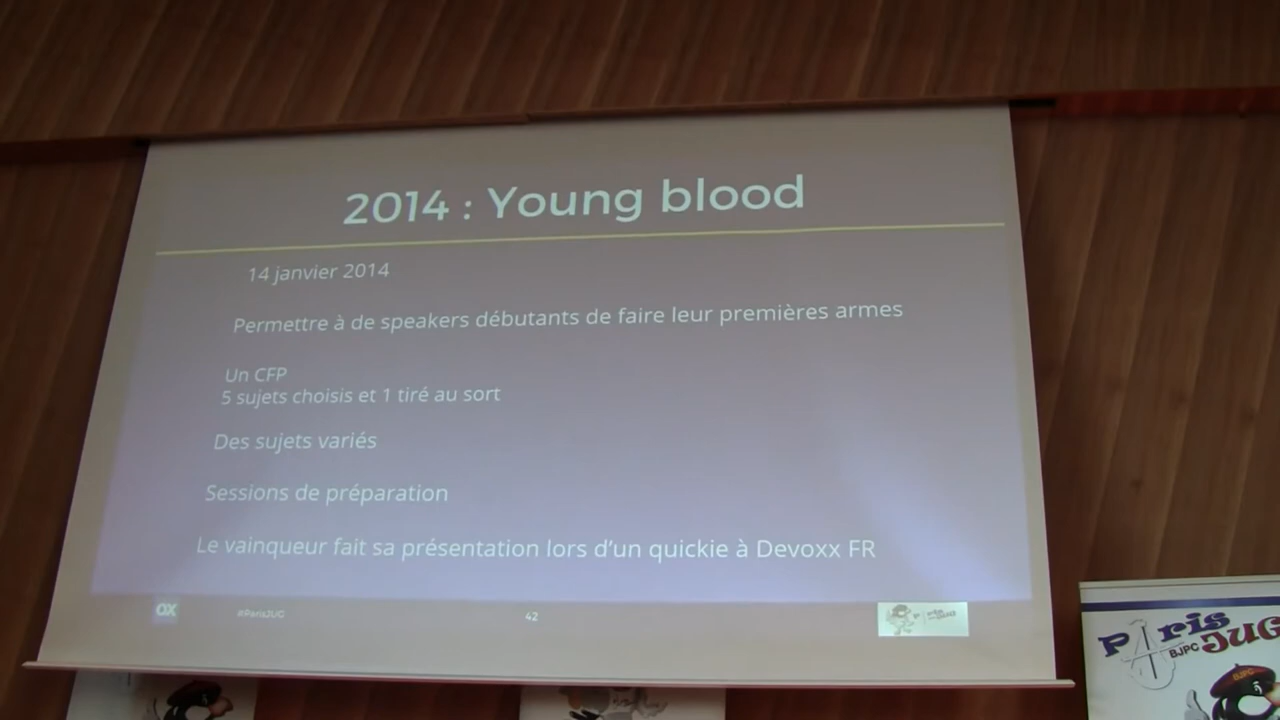 2014 : Young blood
14 janvier 2014
Permettre à de speakers débutants de faire leur premières armes
Un CFP
5 sujets choisis et 1 tiré au sort
Des sujets variés
Sessions de préparation
Le vainqueur fait sa présentation lors d'un quickie à Devoxx FR
OX
#ParisJUG
42
Paris
BJPC JUG
BJPC